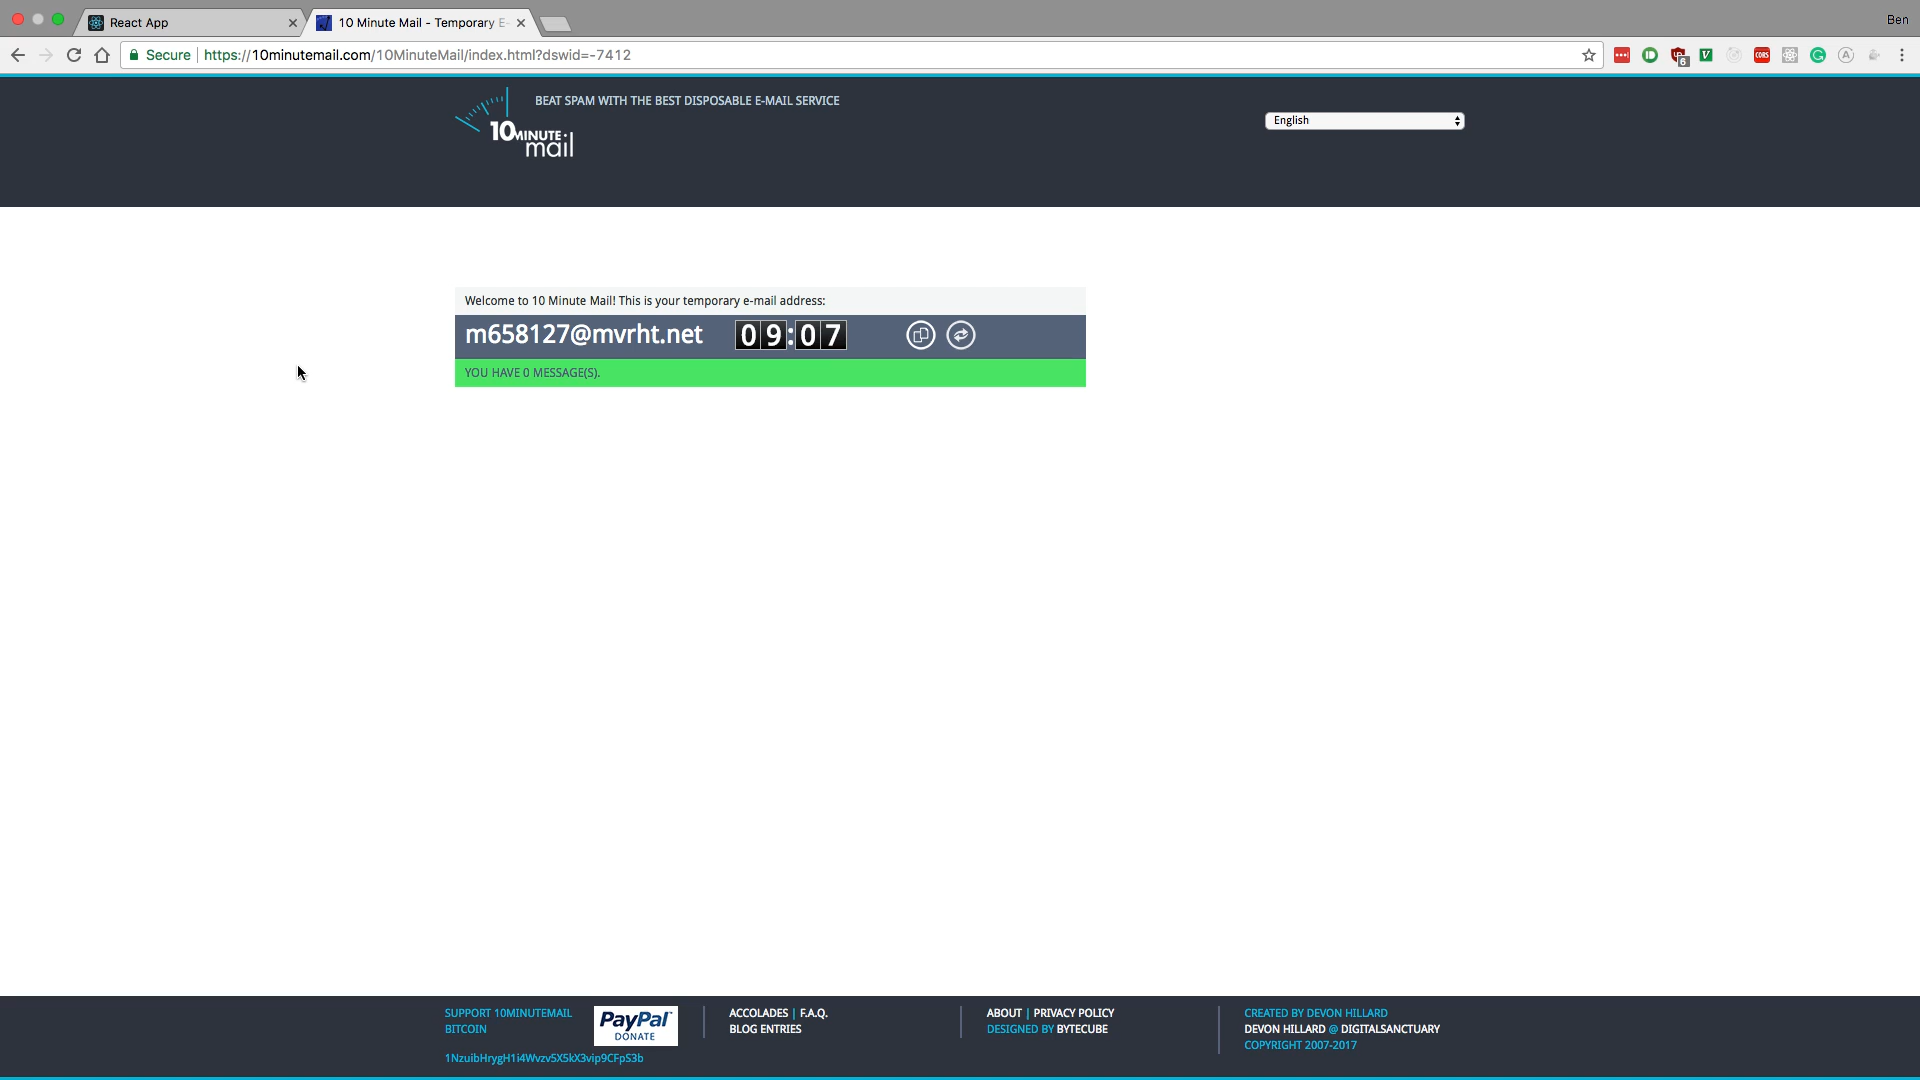 React App
10 Minute Mail - Temporary E-
Ben
Secure
https://10minutemail.com/10MinuteMail/index.html?dswid=-7412
6
V
CORS
G
A
BEAT SPAM WITH THE BEST DISPOSABLE E-MAIL SERVICE
10MINUTE
mail
English
Welcome to 10 Minute Mail! This is your temporary e-mail address:
m658127@mvrht.net
09:07
YOU HAVE 0 MESSAGE(S).
SUPPORT 10MINUTEMAIL
BITCOIN
1NzuibHrygH1i4Wvzv5X5kX3vip9CFpS3b
PayPal
DONATE
ACCOLADES | F.A.Q.
BLOG ENTRIES
ABOUT | PRIVACY POLICY
DESIGNED BY BYTECUBE
CREATED BY DEVON HILLARD
DEVON HILLARD @ DIGITALSANCTUARY
COPYRIGHT 2007-2017